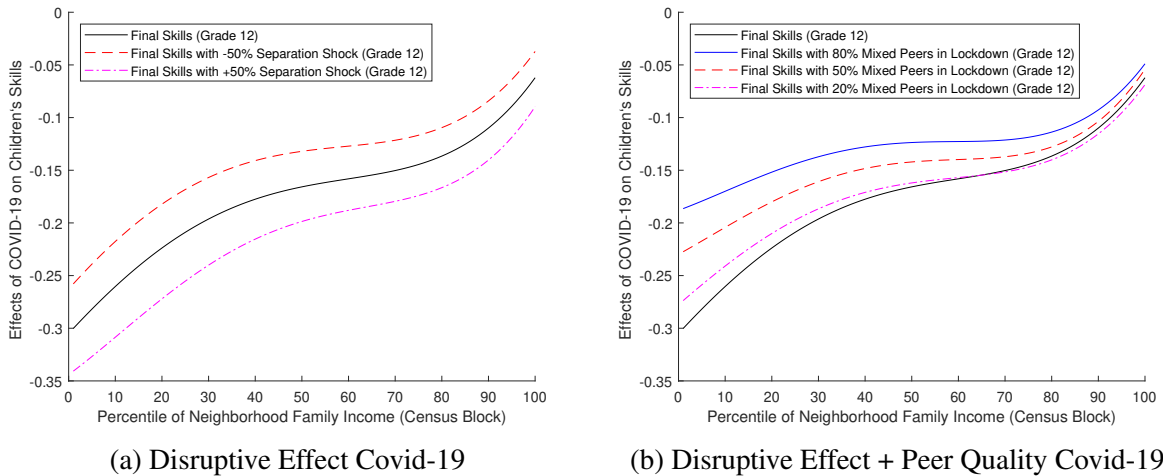 0
-0.05
-0.1
-0.15
-0.2
-0.25
-0.3
-0.35
Effects of COVID-19 on Children's Skills
Final Skills (Grade 12)
Final Skills with -50% Separation Shock (Grade 12)
Final Skills with +50% Separation Shock (Grade 12)
0 10 20 30 40 50 60 70 80 90 100
Percentile of Neighborhood Family Income (Census Block)
(a) Disruptive Effect Covid-19
0
-0.05
-0.1
-0.15
-0.2
-0.25
-0.3
-0.35
Effects of COVID-19 on Children's Skills
Final Skills (Grade 12)
Final Skills with 80% Mixed Peers in Lockdown (Grade 12)
Final Skills with 50% Mixed Peers in Lockdown (Grade 12)
Final Skills with 20% Mixed Peers in Lockdown (Grade 12)
0 10 20 30 40 50 60 70 80 90 100
Percentile of Neighborhood Family Income (Census Block)
(b) Disruptive Effect + Peer Quality Covid-19